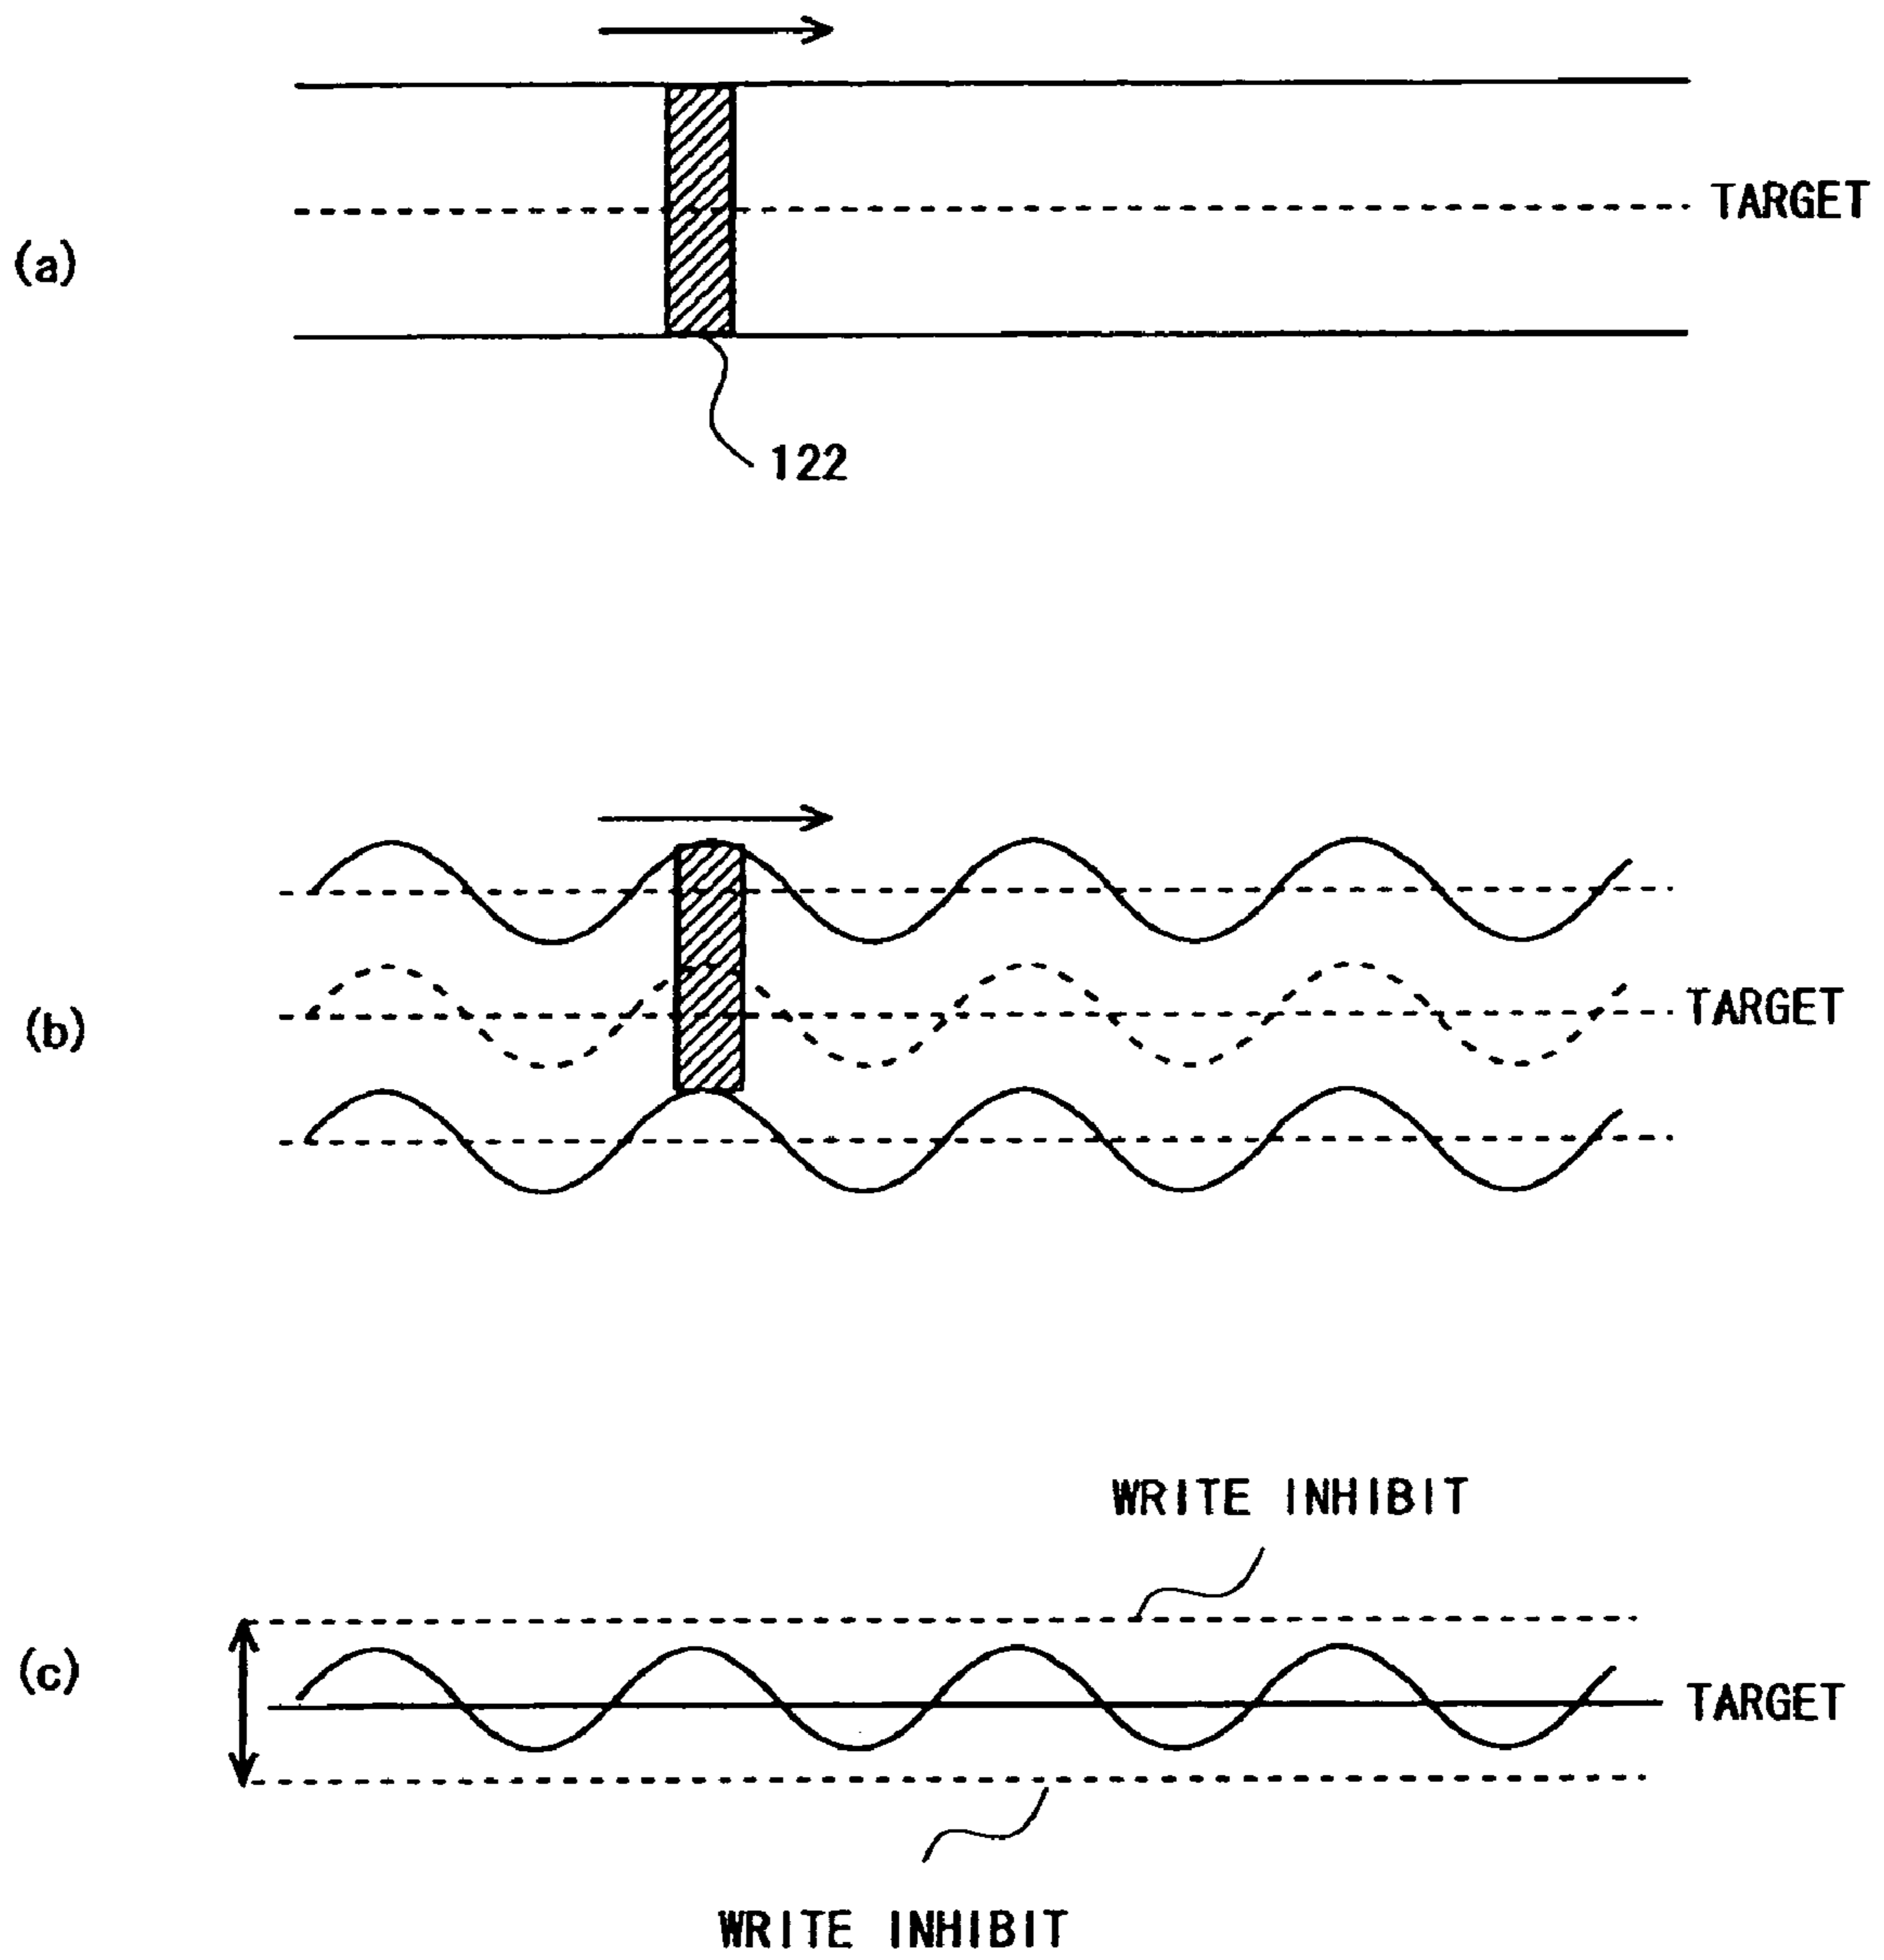 TARGET
(a)
122
(b)
TARGET
WRITE INHIBIT
(c)
TARGET
WRITE INHIBIT